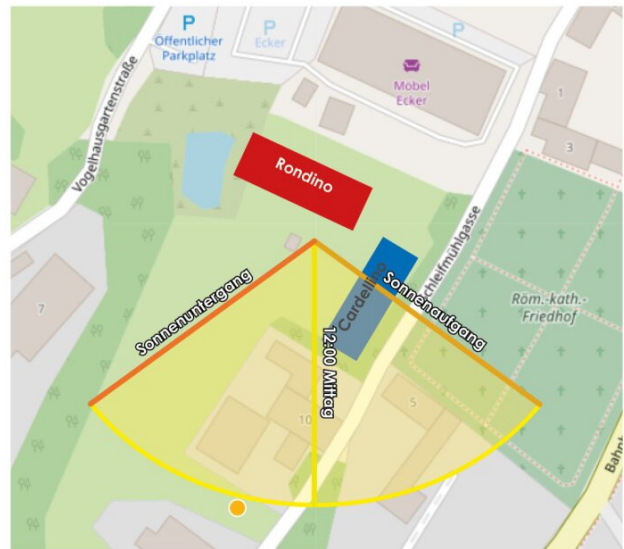 P
Öffentlicher
Parkplatz
P
Ecker
P
Möbel
Ecker
1
3
Vogelhausgartenstraße
Rondino
Schleifmühlgasse
Cardellino
Sonnenuntergang
Sonnenaufgang
12:00 Mittag
Röm.-kath.-
Friedhof
7
5
10